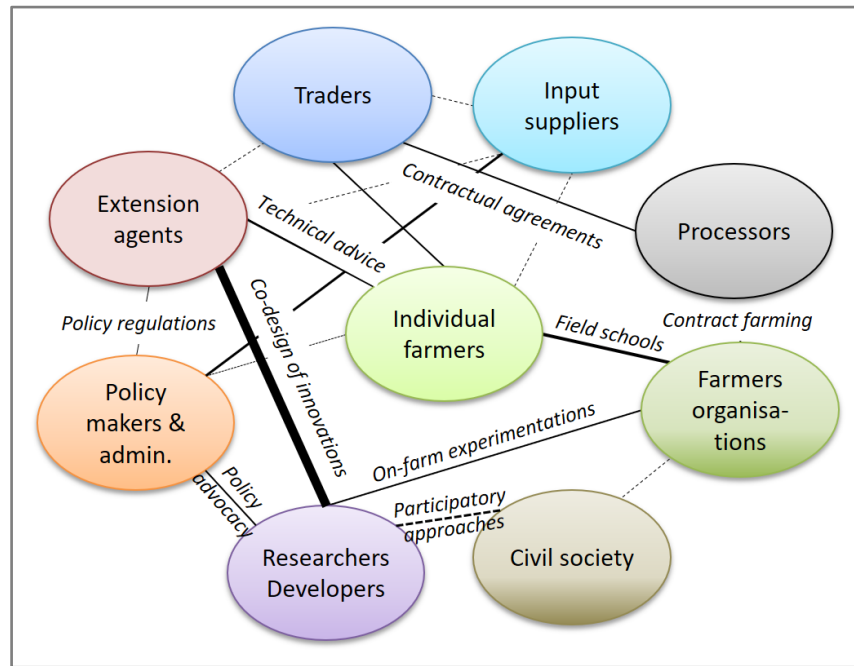 Traders
Input
suppliers
Extension
agents
Technical advice
Contractual agreements
Processors
Policy regulations
Co-design of innovations
Individual
farmers
Field schools
Contract farming
Policy
makers &
admin.
Farmers
organisa-
tions
On-farm experimentations
Policy
advocacy
Participatory
approaches
Researchers
Developers
Civil society